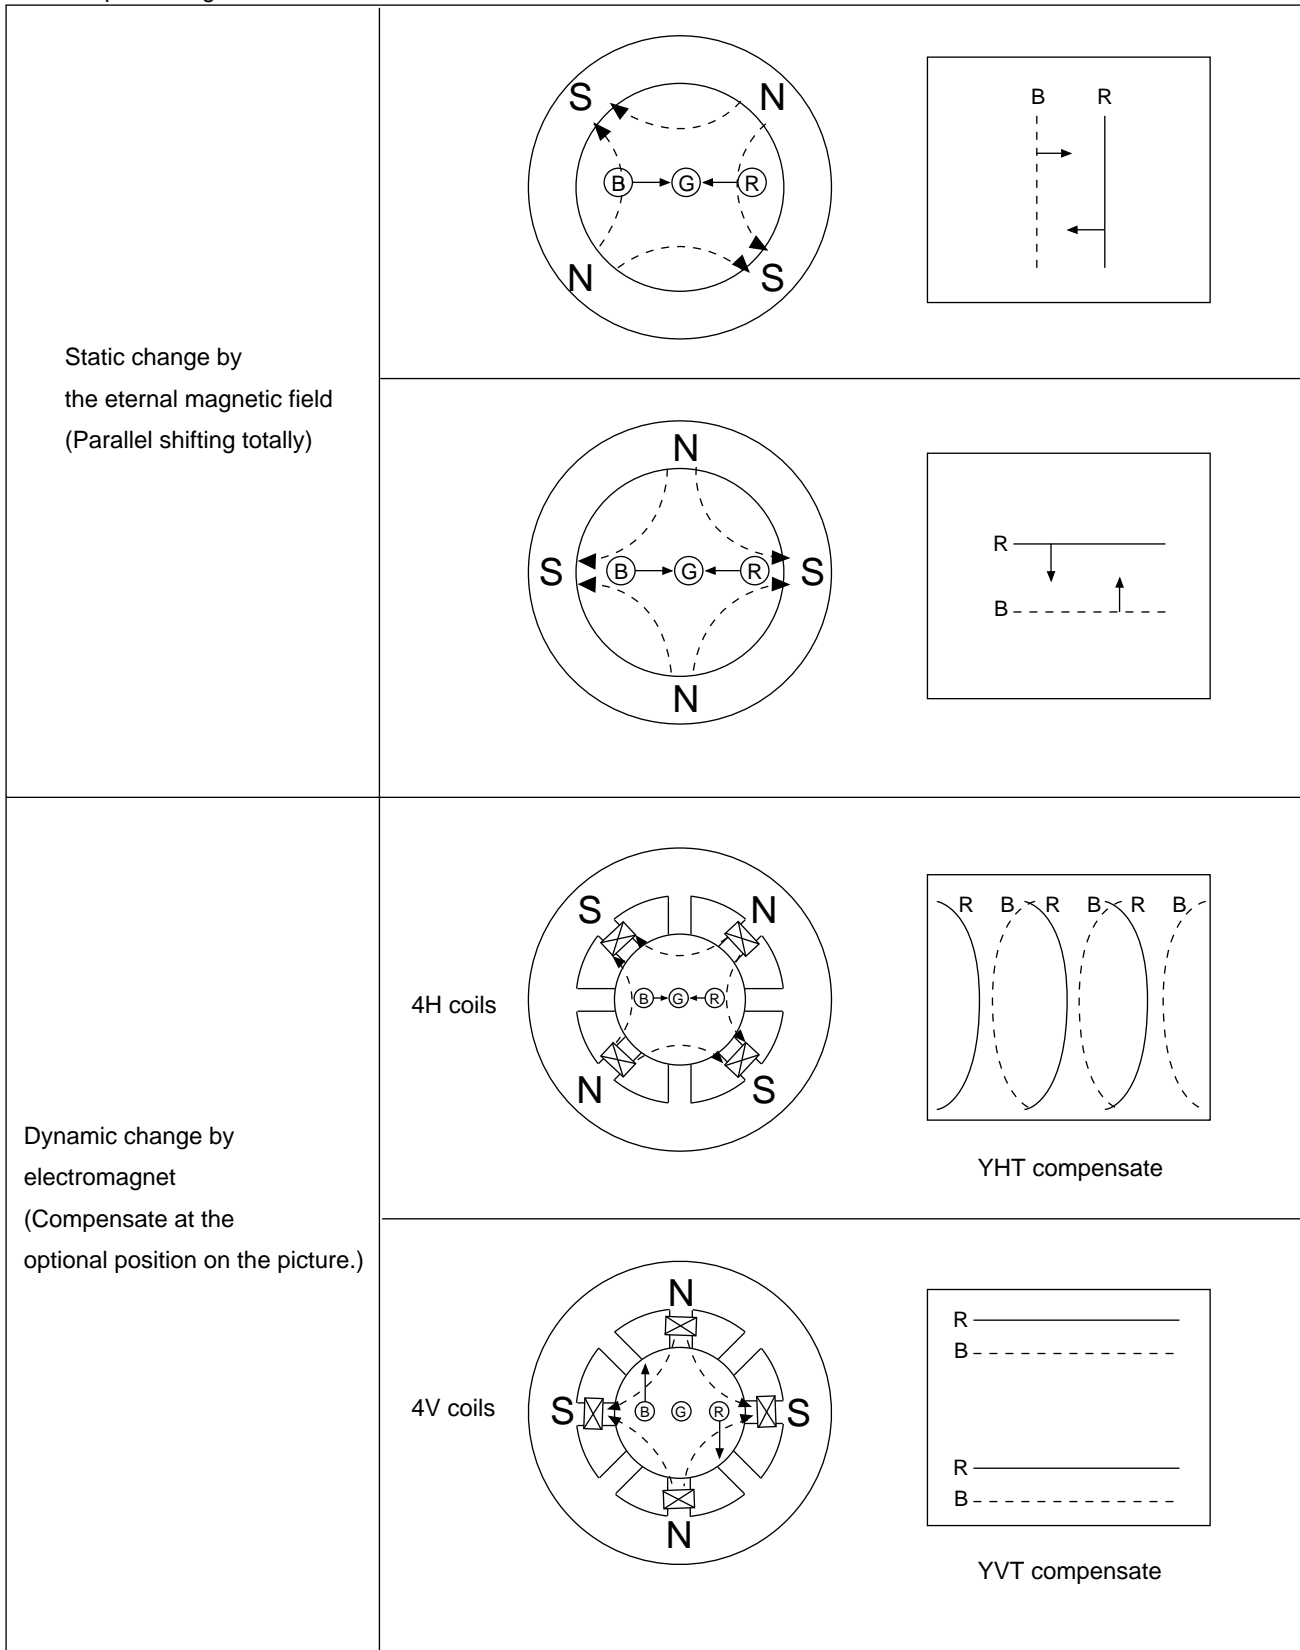 Static change by
the eternal magnetic field
(Parallel shifting totally)
S N
B G R
N S
B R
N
S B G R S
N
R
B
Dynamic change by
electromagnet
(Compensate at the
optional position on the picture.)
4H coils
S N
B G R
N S
R B R B R B
YHT compensate
4V coils
N
S B G R S
N
R
B
R
B
YVT compensate